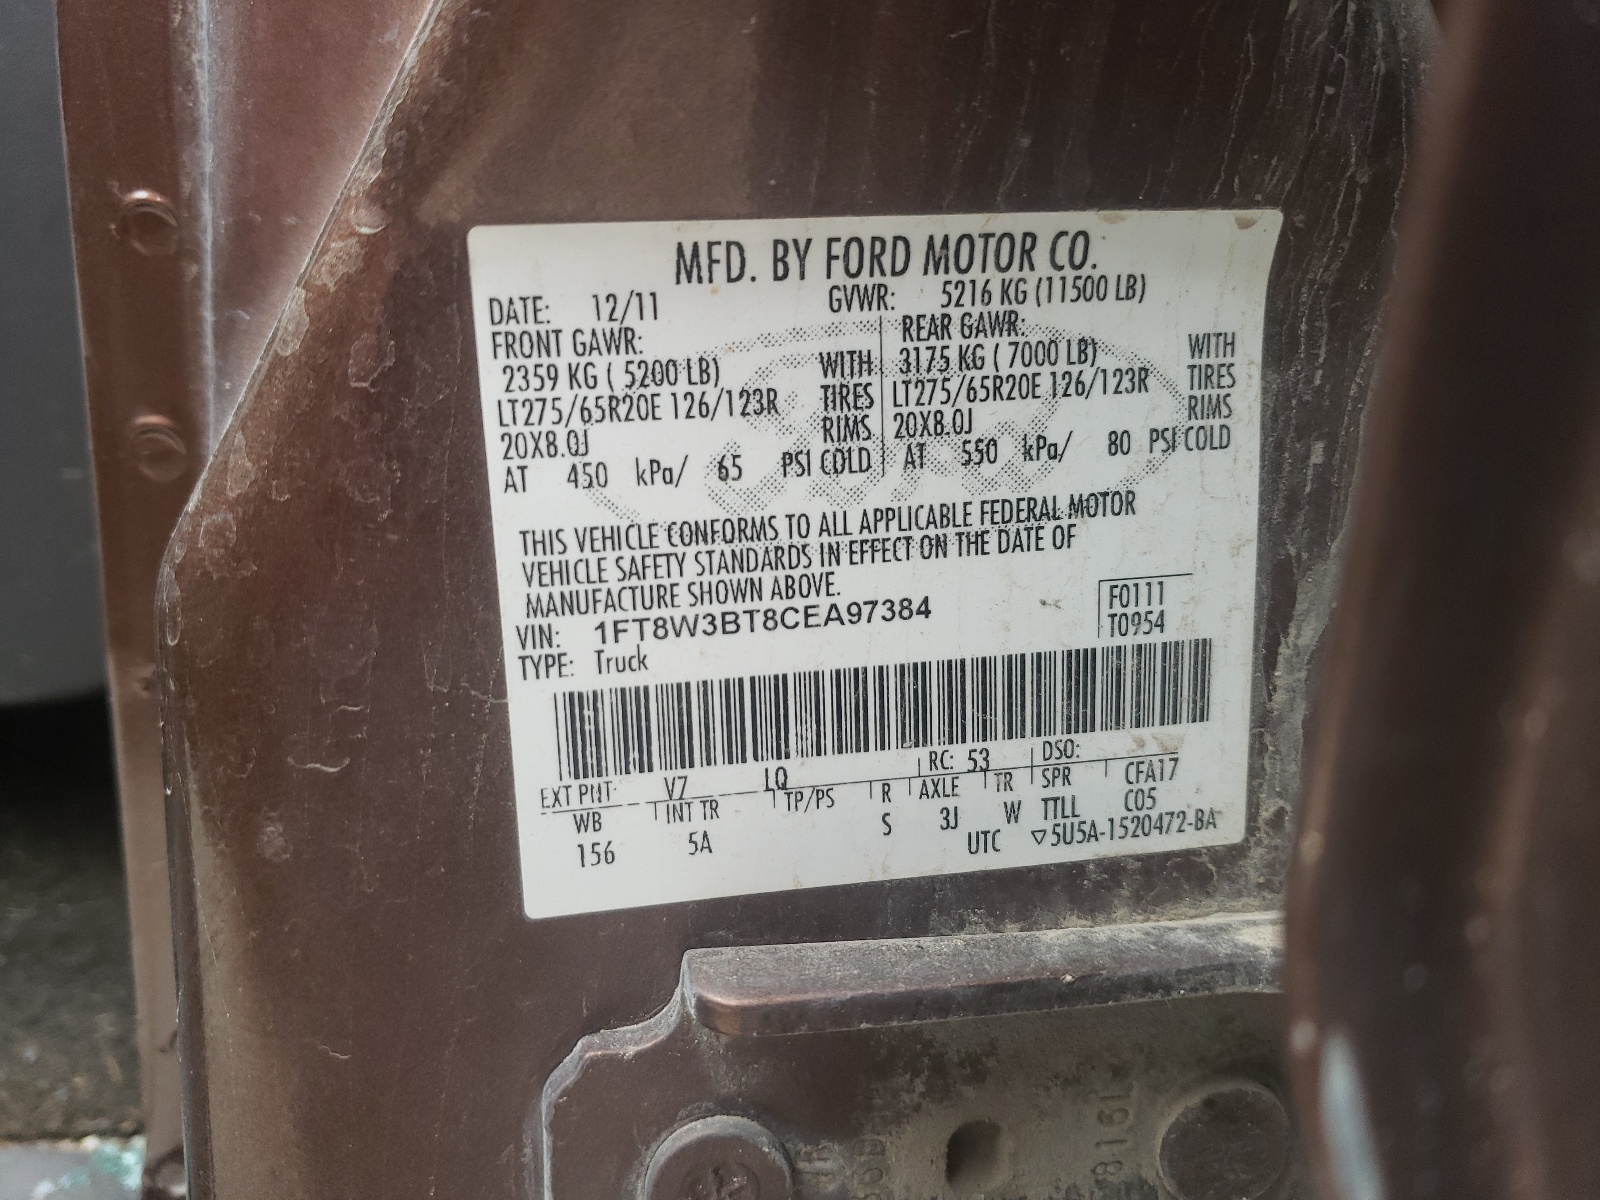 MFD. BY FORD MOTOR CO.
DATE: 12/11 GVWR: 5216 KG (11500 LB)
FRONT GAWR: REAR GAWR:
2359 KG ( 5200 LB) WITH 3175 KG ( 7000 LB) WITH
LT275/65R20E 126/123R TIRES LT275/65R20E 126/123R TIRES
20X8.0J RIMS 20X8.0J RIMS
AT 450 kPa/ 65 PSI COLD AT 550 kPa/ 80 PSI COLD
THIS VEHICLE CONFORMS TO ALL APPLICABLE FEDERAL MOTOR
VEHICLE SAFETY STANDARDS IN EFFECT ON THE DATE OF
MANUFACTURE SHOWN ABOVE.
VIN: 1FT8W3BT8CEA97384 F0111
TYPE: Truck T0954
EXT PNT: V7 LQ RC: 53 DSO:
WB INT TR TP/PS R AXLE TR SPR CFA17
156 5A S 3J W TTLL C05
UTC ▽5U5A-1520472-BA